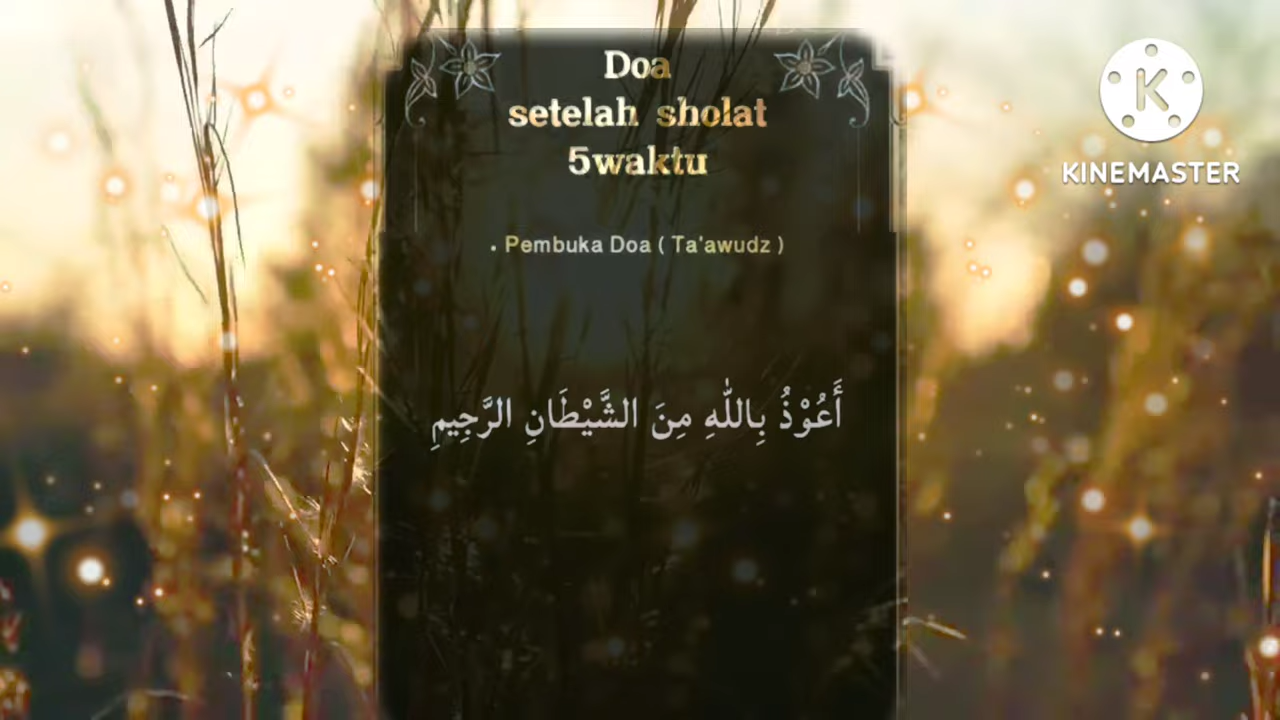 Doa
setelah sholat
5waktu
. Pembuka Doa ( Ta'awudz )
أَعُوْذُ بِاللّٰهِ مِنَ الشَّيْطَانِ الرَّجِيمِ
K
KINEMASTER